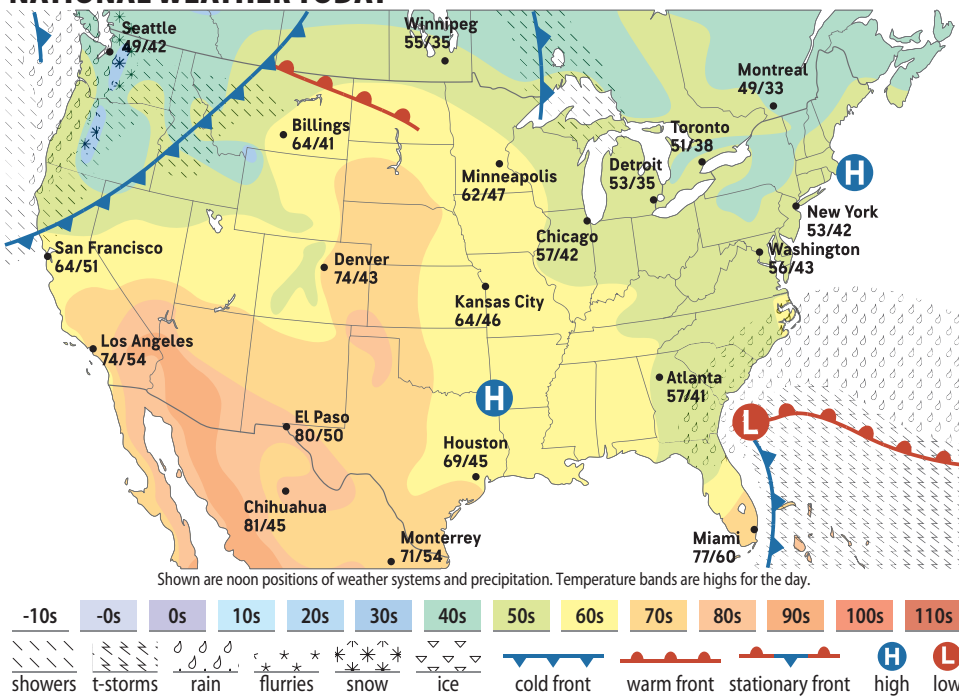 NATIONAL WEATHER TODAY
Seattle
49/42
Winnipeg
55/35
Montreal
49/33
Billings
64/41
Toronto
51/38
Minneapolis
62/47
Detroit
53/35
H
New York
53/42
Chicago
57/42
Washington
56/43
San Francisco
64/51
Denver
74/43
Kansas City
64/46
Los Angeles
74/54
Atlanta
57/41
H
L
El Paso
80/50
Houston
69/45
Chihuahua
81/45
Monterrey
71/54
Miami
77/60
Shown are noon positions of weather systems and precipitation. Temperature bands are highs for the day.
-10s -0s 0s 10s 20s 30s 40s 50s 60s 70s 80s 90s 100s 110s
H L
showers t-storms rain flurries snow ice cold front warm front stationary front high low